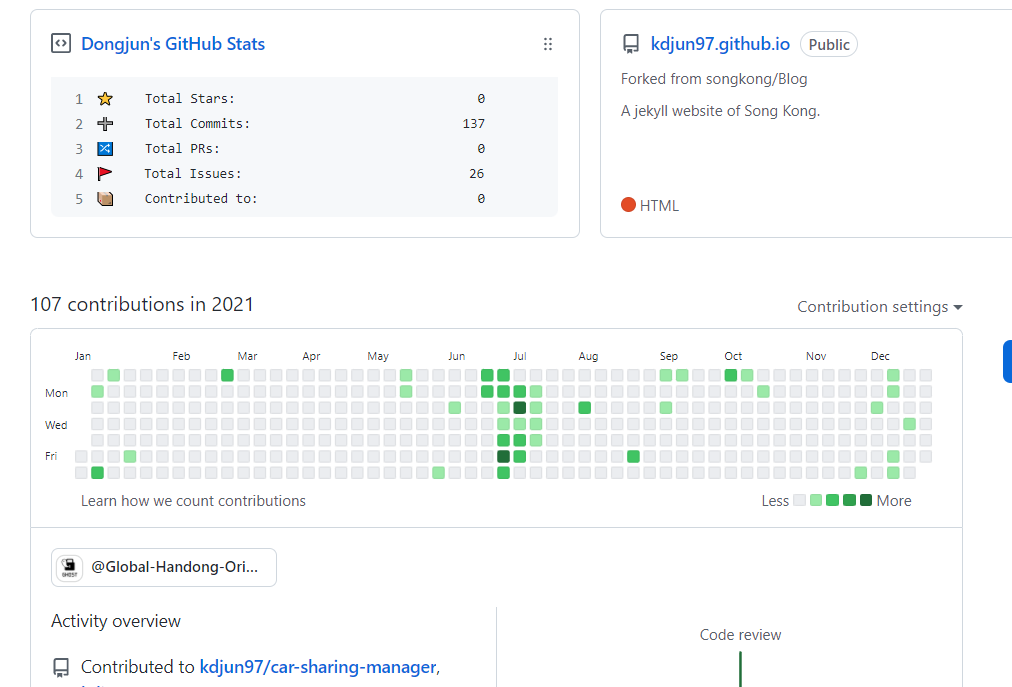 Dongjun's GitHub Stats
1 Total Stars: 0
2 Total Commits: 137
3 Total PRs: 0
4 Total Issues: 26
5 Contributed to: 0
kdjun97.github.io Public
Forked from songkong/Blog
A jekyll website of Song Kong.
HTML
107 contributions in 2021
Contribution settings
Jan Feb Mar Apr May Jun Jul Aug Sep Oct Nov Dec
Mon
Wed
Fri
Learn how we count contributions
Less More
@Global-Handong-Ori...
Activity overview
Contributed to kdjun97/car-sharing-manager,
Code review